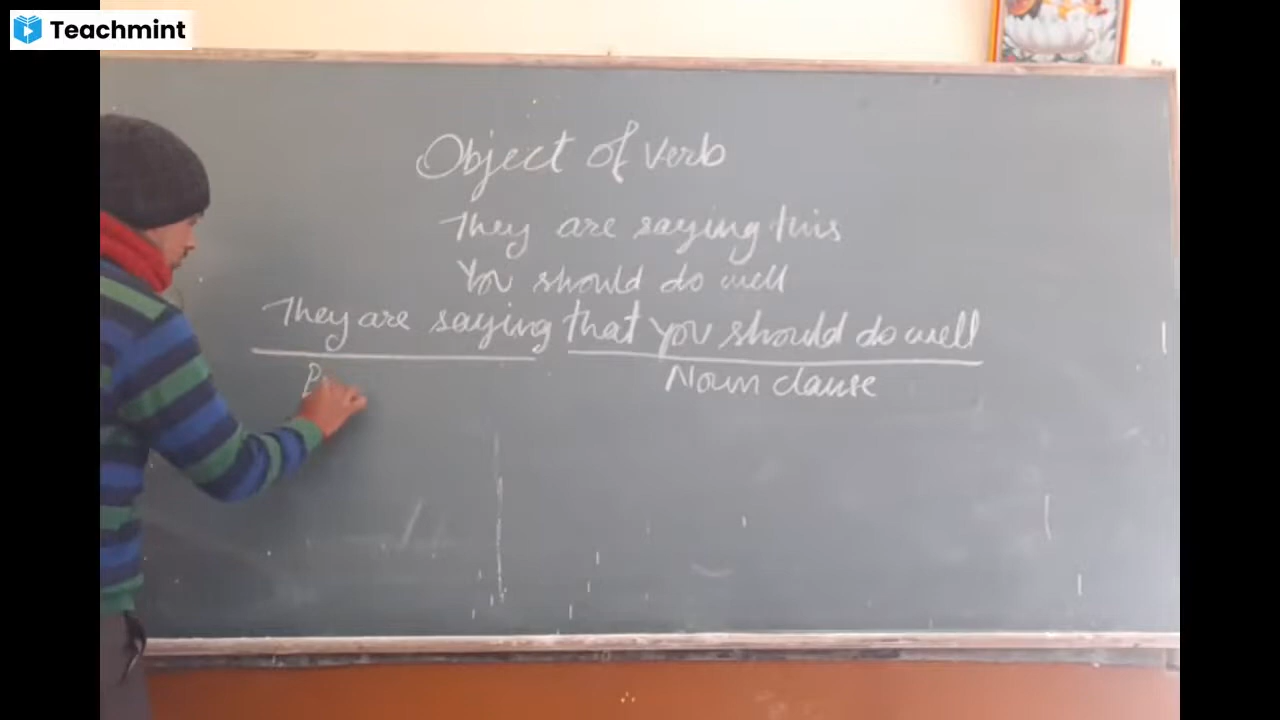 Teachmint
Object of verb
They are saying this
You should do well
They are saying that you should do well
Noun clause